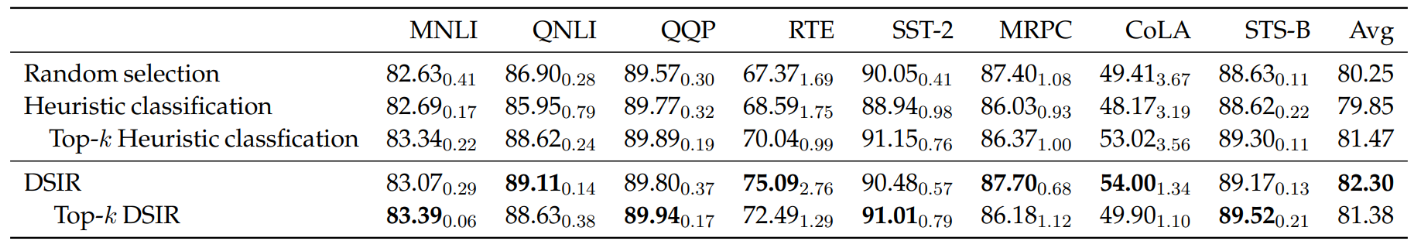 MNLI QNLI QQP RTE SST-2 MRPC CoLA STS-B Avg
Random selection 82.63 0.41 86.90 0.28 89.57 0.30 67.37 1.69 90.05 0.41 87.40 1.08 49.41 3.67 88.63 0.11 80.25
Heuristic classification 82.69 0.17 85.95 0.79 89.77 0.32 68.59 1.75 88.94 0.98 86.03 0.93 48.17 3.19 88.62 0.22 79.85
Top-k Heuristic classfication 83.34 0.22 88.62 0.24 89.89 0.19 70.04 0.99 91.15 0.76 86.37 1.00 53.02 3.56 89.30 0.11 81.47
DSIR 83.07 0.29 89.11 0.14 89.80 0.37 75.09 2.76 90.48 0.57 87.70 0.68 54.00 1.34 89.17 0.13 82.30
Top-k DSIR 83.39 0.06 88.63 0.38 89.94 0.17 72.49 1.29 91.01 0.79 86.18 1.12 49.90 1.10 89.52 0.21 81.38